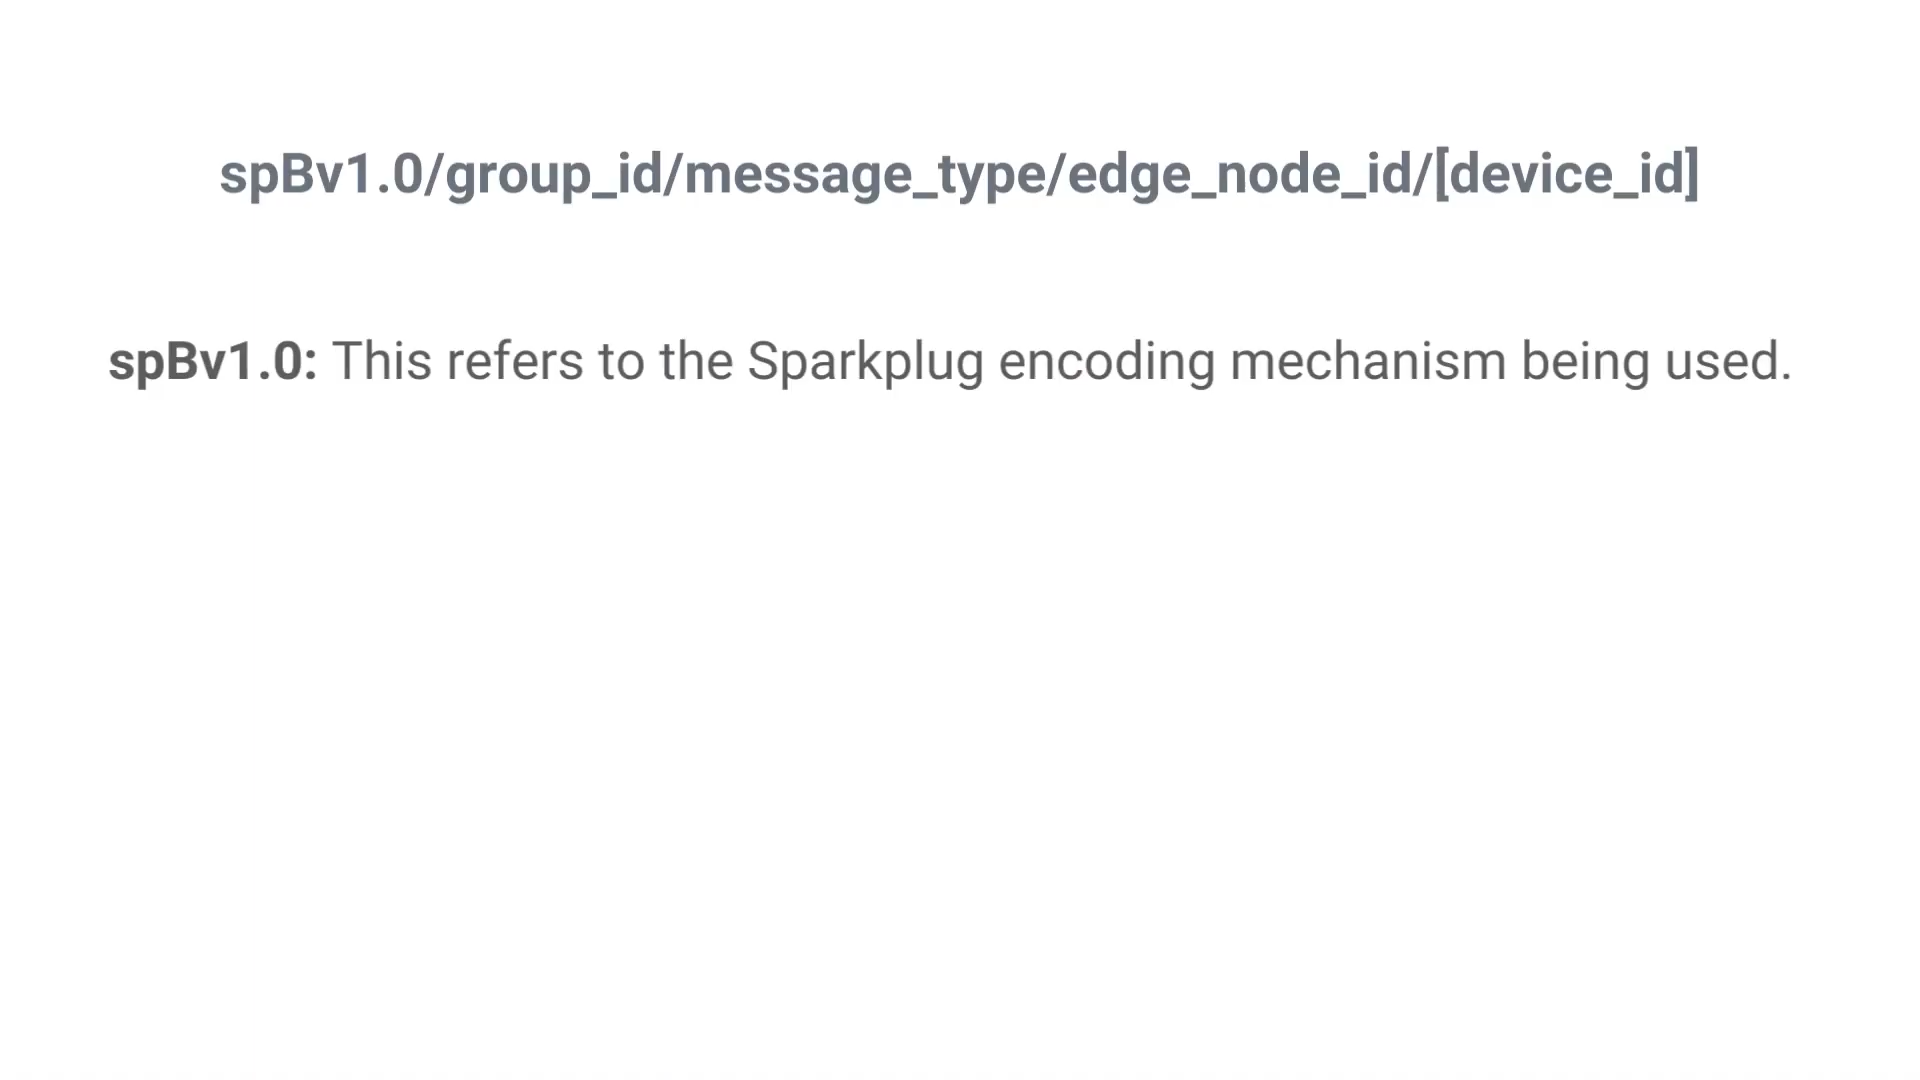 spBv1.0/group_id/message_type/edge_node_id/[device_id]
spBv1.0: This refers to the Sparkplug encoding mechanism being used.